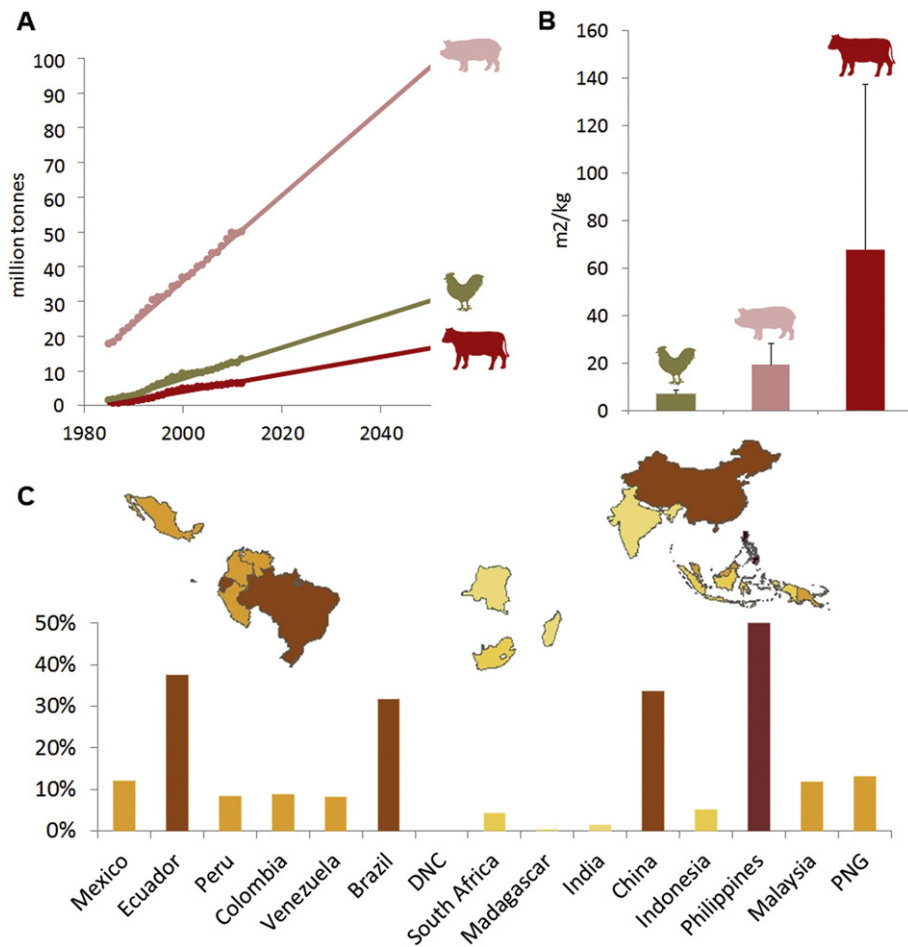 A
million tonnes
100
90
80
70
60
50
40
30
20
10
0
1980 2000 2020 2040
B
m2/kg
160
140
120
100
80
60
40
20
0
C
50%
40%
30%
20%
10%
0%
Mexico
Ecuador
Peru
Colombia
Venezuela
Brazil
DNC
South Africa
Madagascar
India
China
Indonesia
Philippines
Malaysia
PNG